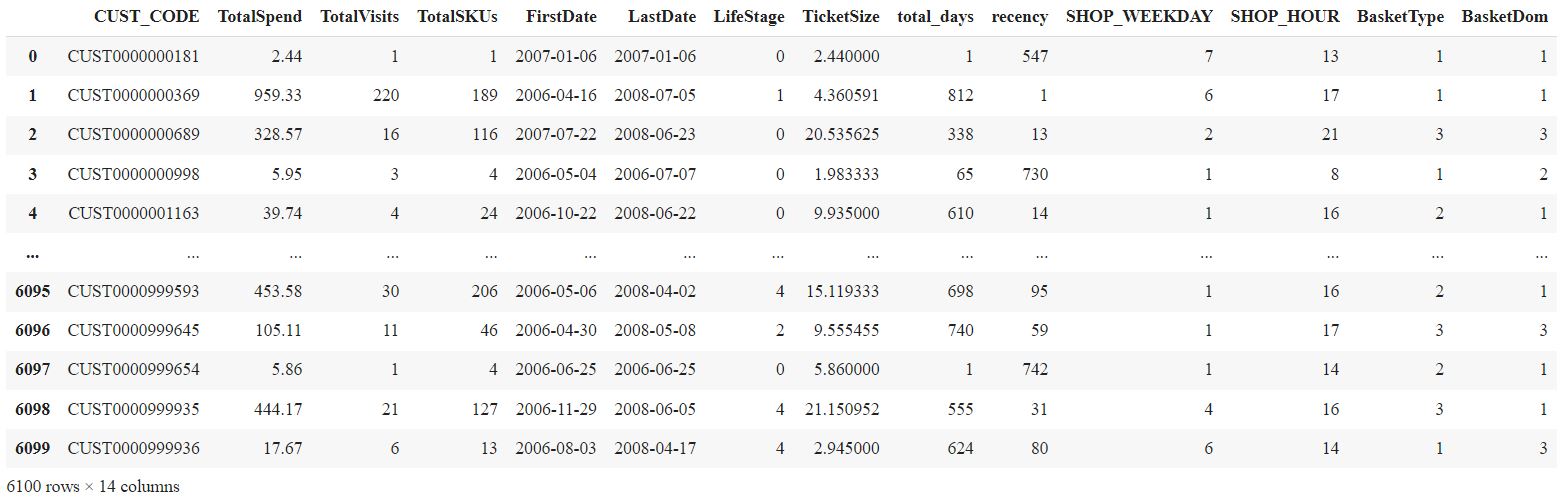 CUST_CODE TotalSpend TotalVisits TotalSKUs FirstDate LastDate LifeStage TicketSize total_days recency SHOP_WEEKDAY SHOP_HOUR BasketType BasketDom
0 CUST0000000181 2.44 1 1 2007-01-06 2007-01-06 0 2.440000 1 547 7 13 1 1
1 CUST0000000369 959.33 220 189 2006-04-16 2008-07-05 1 4.360591 812 1 6 17 1 1
2 CUST0000000689 328.57 16 116 2007-07-22 2008-06-23 0 20.535625 338 13 2 21 3 3
3 CUST0000000998 5.95 3 4 2006-05-04 2006-07-07 0 1.983333 65 730 1 8 1 2
4 CUST0000001163 39.74 4 24 2006-10-22 2008-06-22 0 9.935000 610 14 1 16 2 1
... ... ... ... ... ... ... ... ... ... ... ... ... ... ...
6095 CUST0000999593 453.58 30 206 2006-05-06 2008-04-02 4 15.119333 698 95 1 16 2 1
6096 CUST0000999645 105.11 11 46 2006-04-30 2008-05-08 2 9.555455 740 59 1 17 3 3
6097 CUST0000999654 5.86 1 4 2006-06-25 2006-06-25 0 5.860000 1 742 1 14 2 1
6098 CUST0000999935 444.17 21 127 2006-11-29 2008-06-05 4 21.150952 555 31 4 16 3 1
6099 CUST0000999936 17.67 6 13 2006-08-03 2008-04-17 4 2.945000 624 80 6 14 1 3
6100 rows × 14 columns